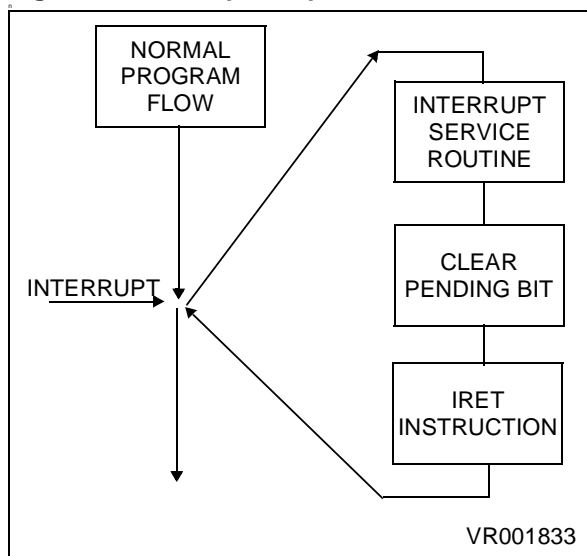 NORMAL
PROGRAM
FLOW
INTERRUPT
SERVICE
ROUTINE
INTERRUPT
CLEAR
PENDING BIT
IRET
INSTRUCTION
VR001833